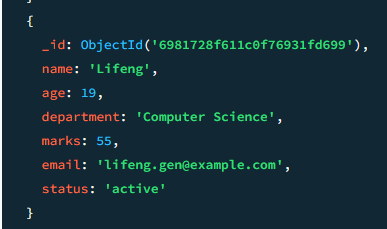 {
_id: ObjectId('6981728f611c0f76931fd699'),
name: 'Lifeng',
age: 19,
department: 'Computer Science',
marks: 55,
email: 'lifeng.gen@example.com',
status: 'active'
}